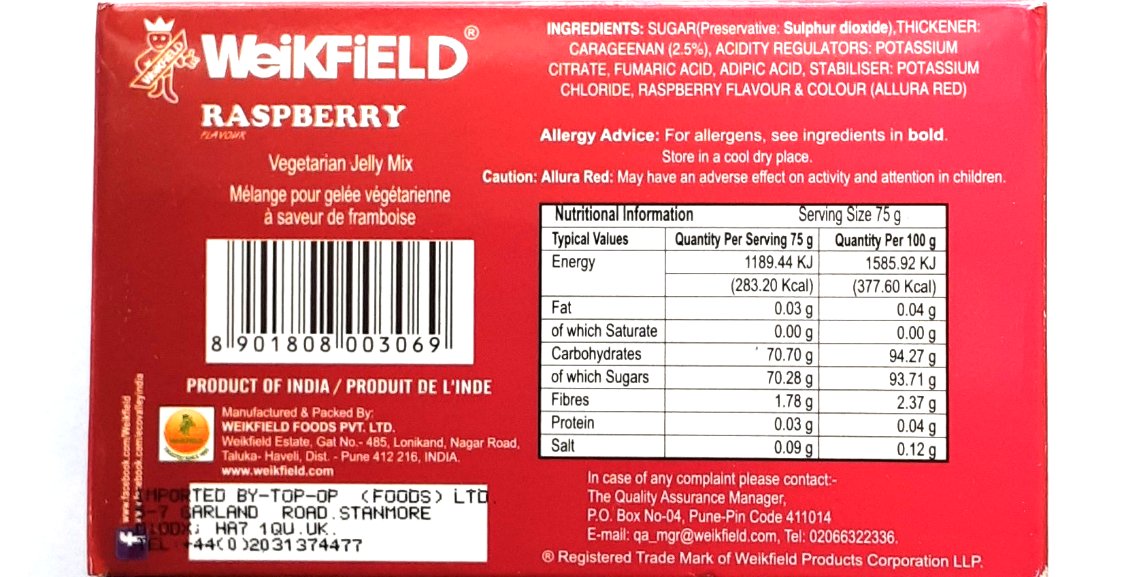 WEIKFIELD
WeiKFiELD®
RASPBERRY
FLAVOUR
Vegetarian Jelly Mix
Mélange pour gelée végétarienne
à saveur de framboise
8 901808 003069
PRODUCT OF INDIA / PRODUIT DE L'INDE
Manufactured & Packed By:
WEIKFIELD FOODS PVT. LTD.
Weikfield Estate, Gat No.- 485, Lonikand, Nagar Road,
Taluka- Haveli, Dist. - Pune 412 216, INDIA.
www.weikfield.com
www.facebook.com/Weikfield
www.facebook.com/ecovalleyindia
IMPORTED BY-TOP-OP (FOODS) LTD.
GARLAND ROAD.STANMORE
HA7 1QU.UK.
TEL +44(0)2031374477
INGREDIENTS: SUGAR(Preservative: Sulphur dioxide),THICKENER:
CARAGEENAN (2.5%), ACIDITY REGULATORS: POTASSIUM
CITRATE, FUMARIC ACID, ADIPIC ACID, STABILISER: POTASSIUM
CHLORIDE, RASPBERRY FLAVOUR & COLOUR (ALLURA RED)
Allergy Advice: For allergens, see ingredients in bold.
Store in a cool dry place.
Caution: Allura Red: May have an adverse effect on activity and attention in children.
Nutritional Information Serving Size 75 g
Typical Values Quantity Per Serving 75 g Quantity Per 100 g
Energy 1189.44 KJ 1585.92 KJ
(283.20 Kcal) (377.60 Kcal)
Fat 0.03 g 0.04 g
of which Saturate 0.00 g 0.00 g
Carbohydrates 70.70 g 94.27 g
of which Sugars 70.28 g 93.71 g
Fibres 1.78 g 2.37 g
Protein 0.03 g 0.04 g
Salt 0.09 g 0.12 g
In case of any complaint please contact:-
The Quality Assurance Manager,
P.O. Box No-04, Pune-Pin Code 411014
E-mail: qa_mgr@weikfield.com, Tel: 02066322336.
® Registered Trade Mark of Weikfield Products Corporation LLP.